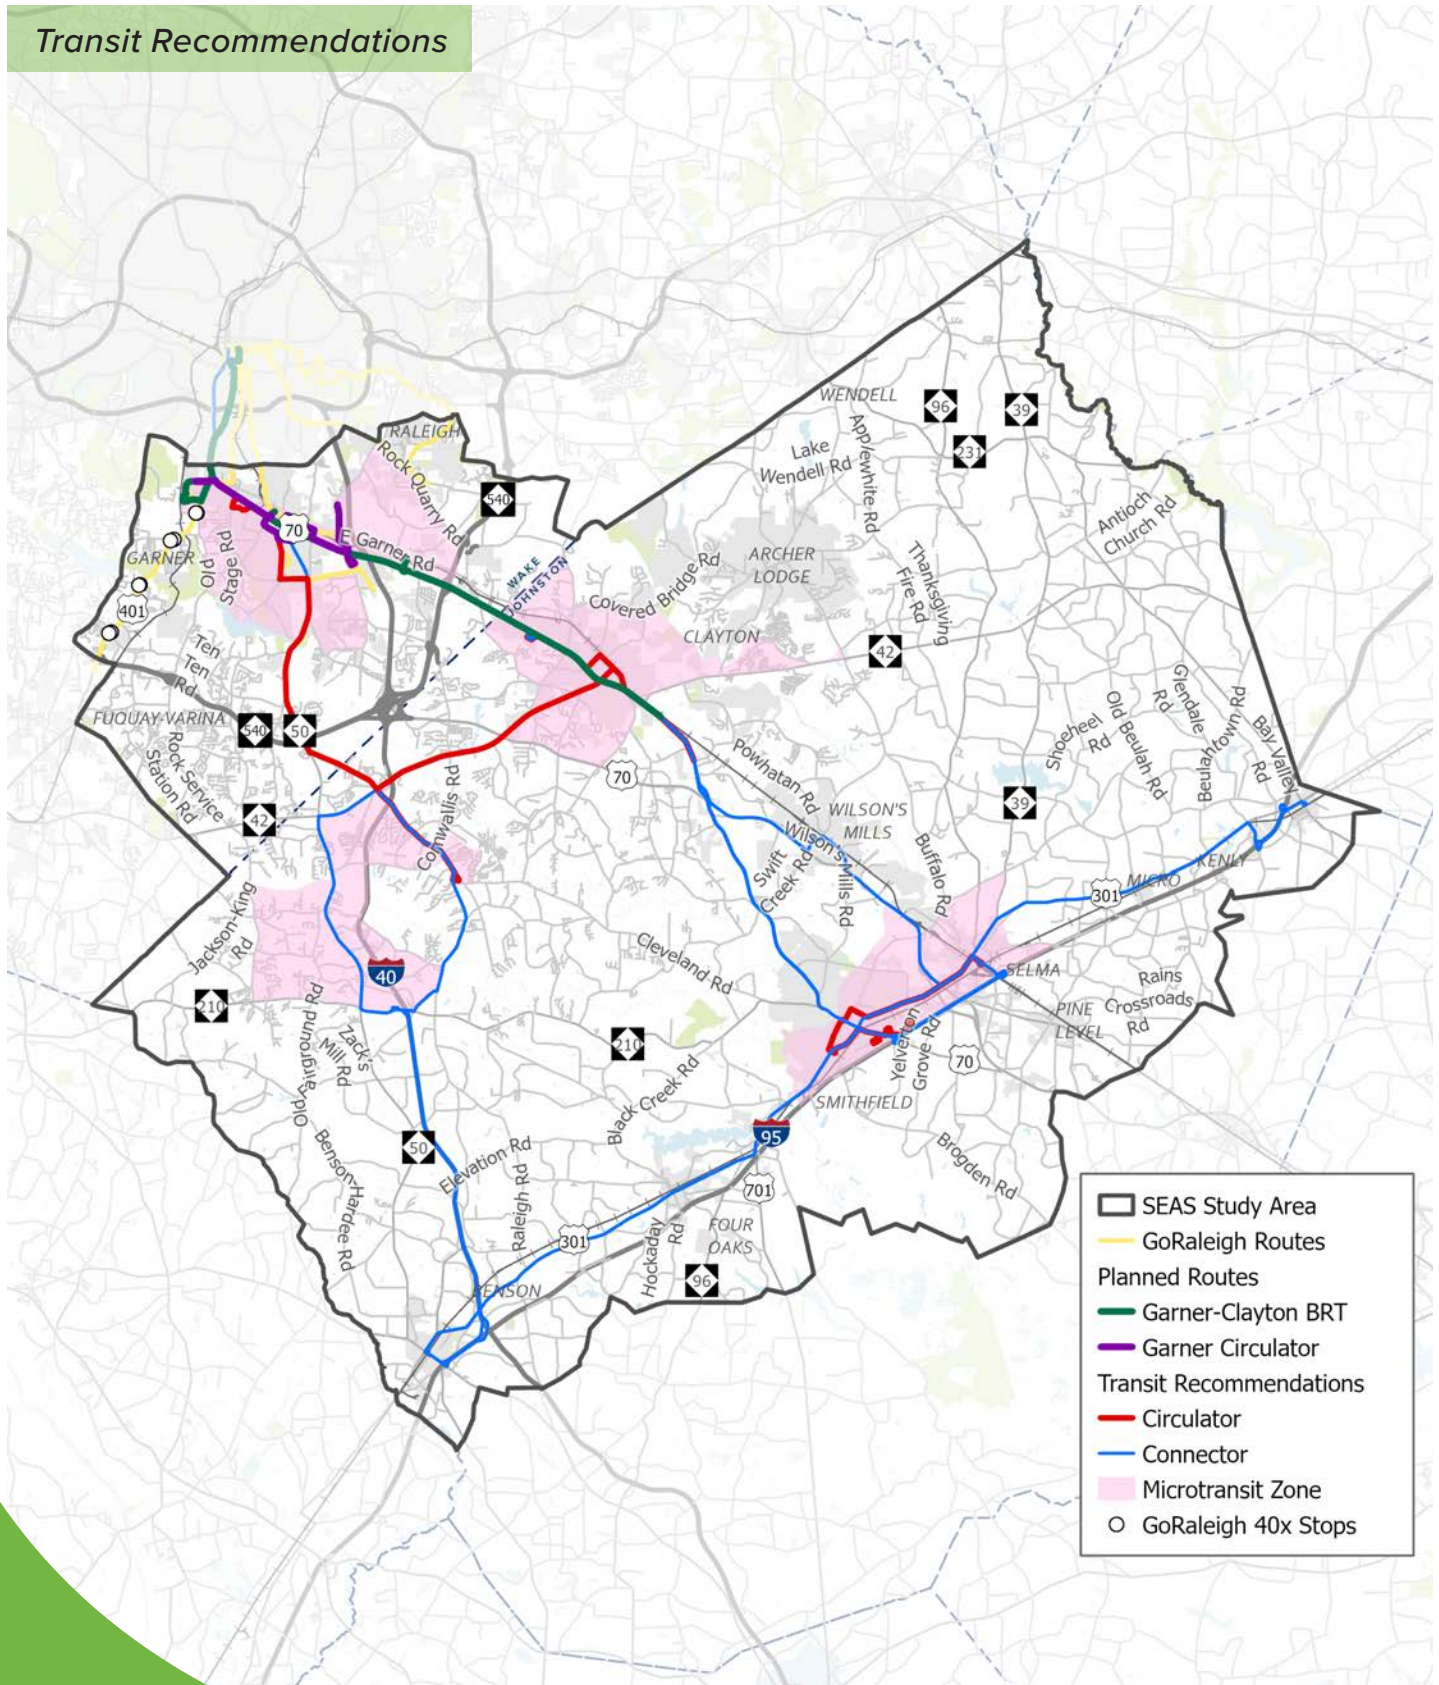 Transit Recommendations
WENDELL
96
39
231
Lake
Wendell Rd
Applewhite Rd
RALEIGH
Rock Quarry Rd
540
Antioch
Church Rd
70
E Garner Rd
GARNER
Old
Stage Rd
401
WAKE
JOHNSTON
ARCHER
LODGE
Covered Bridge Rd
CLAYTON
Thanksgiving
Fire Rd
42
Ten
Ten
Rd
FUQUAY-VARINA
540
50
Rock Service
Station Rd
42
70
Powhatan Rd
Glendale
Rd
Shoeheel
Rd
Old Beulah Rd
Beulahtown Rd
Bay Valley
Rd
39
WILSON'S
MILLS
Wilson's Mills Rd
Swift
Creek Rd
Buffalo Rd
Cornwallis Rd
KENLY
MICRO
301
Jackson-King
Rd
210
40
Cleveland Rd
SELMA
Rains
Crossroads
Rd
PINE
LEVEL
70
210
Yelverton
Grove Rd
Zack's
Mill Rd
Old Fairground Rd
Black Creek Rd
SMITHFIELD
95
50
Elevation Rd
Benson-Hardee Rd
Raleigh Rd
701
Brogden Rd
301
Hockaday
Rd
FOUR
OAKS
96
BENSON
SEAS Study Area
GoRaleigh Routes
Planned Routes
Garner-Clayton BRT
Garner Circulator
Transit Recommendations
Circulator
Connector
Microtransit Zone
GoRaleigh 40x Stops